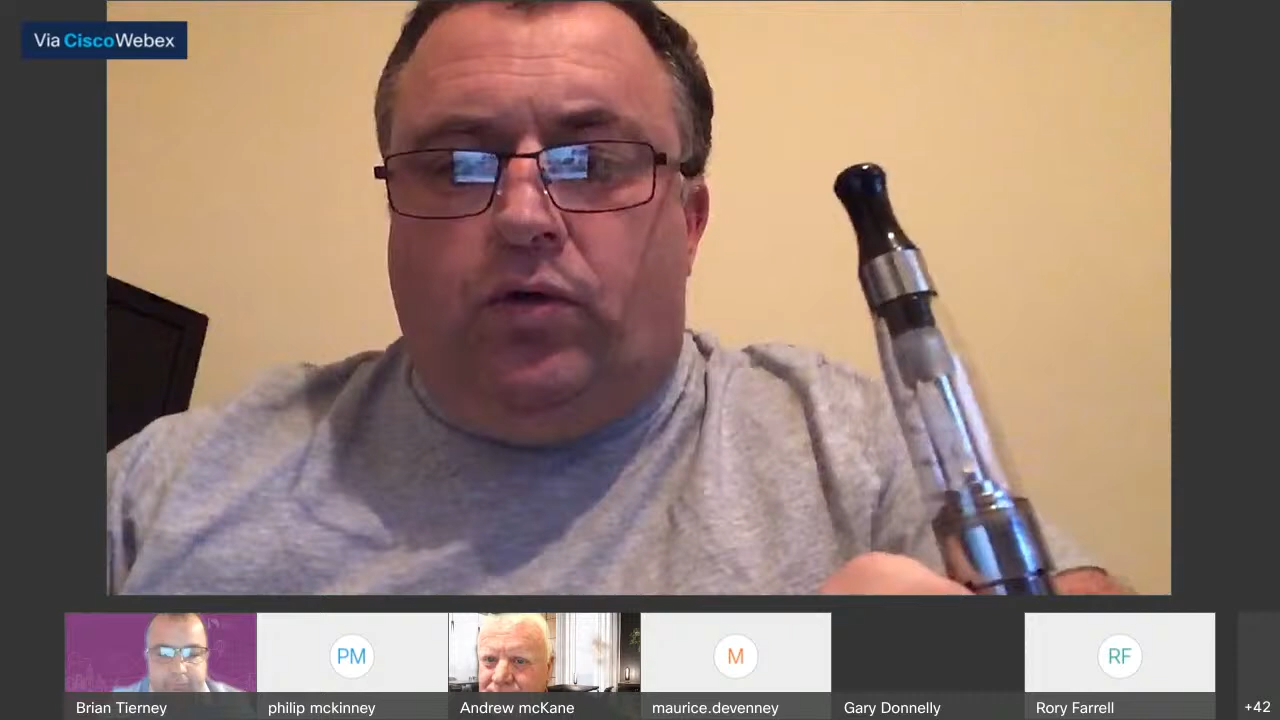 Via CiscoWebex
PM
M
RF
Brian Tierney
philip mckinney
Andrew mcKane
maurice.devenney
Gary Donnelly
Rory Farrell
+42